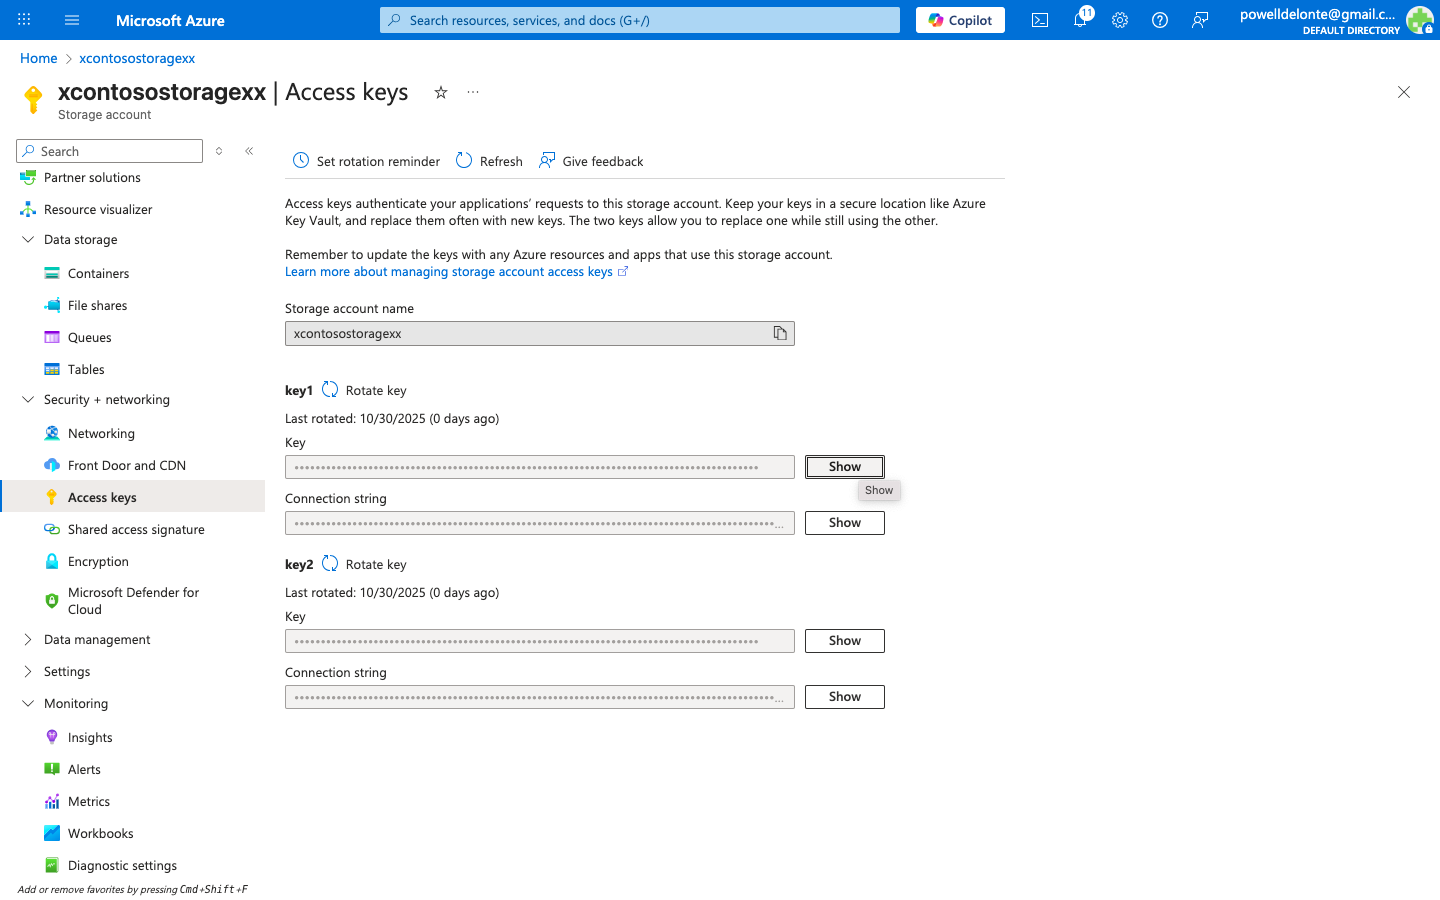 Microsoft Azure
Search resources, services, and docs (G+/)
Copilot
11
powelldelonte@gmail.c...
DEFAULT DIRECTORY
Home > xcontosostoragexx
xcontosostoragexx | Access keys
Storage account
Search
Partner solutions
Resource visualizer
Data storage
Containers
File shares
Queues
Tables
Security + networking
Networking
Front Door and CDN
Access keys
Shared access signature
Encryption
Microsoft Defender for
Cloud
Data management
Settings
Monitoring
Insights
Alerts
Metrics
Workbooks
Diagnostic settings
Add or remove favorites by pressing Cmd+Shift+F
Set rotation reminder
Refresh
Give feedback
Access keys authenticate your applications’ requests to this storage account. Keep your keys in a secure location like Azure
Key Vault, and replace them often with new keys. The two keys allow you to replace one while still using the other.
Remember to update the keys with any Azure resources and apps that use this storage account.
Learn more about managing storage account access keys
Storage account name
xcontosostoragexx
key1 Rotate key
Last rotated: 10/30/2025 (0 days ago)
Key
Show
Show
Connection string
Show
key2 Rotate key
Last rotated: 10/30/2025 (0 days ago)
Key
Show
Connection string
Show